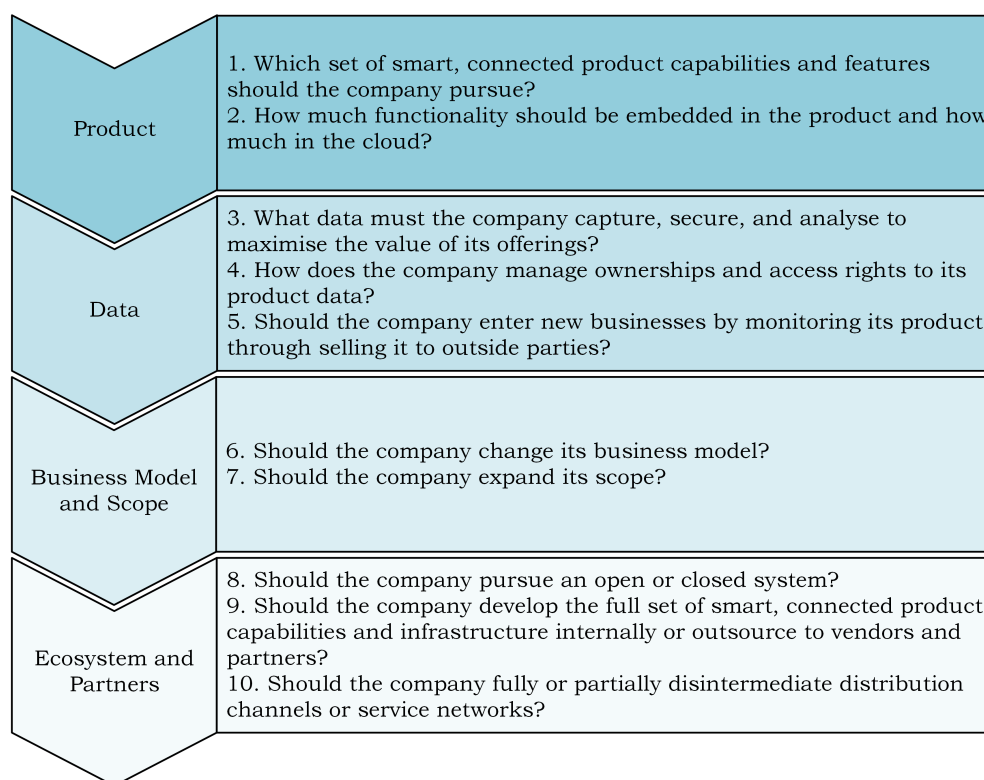 Product
1. Which set of smart, connected product capabilities and features
should the company pursue?
2. How much functionality should be embedded in the product and how
much in the cloud?
Data
3. What data must the company capture, secure, and analyse to
maximise the value of its offerings?
4. How does the company manage ownerships and access rights to its
product data?
5. Should the company enter new businesses by monitoring its product
through selling it to outside parties?
Business Model
and Scope
6. Should the company change its business model?
7. Should the company expand its scope?
Ecosystem and
Partners
8. Should the company pursue an open or closed system?
9. Should the company develop the full set of smart, connected product
capabilities and infrastructure internally or outsource to vendors and
partners?
10. Should the company fully or partially disintermediate distribution
channels or service networks?